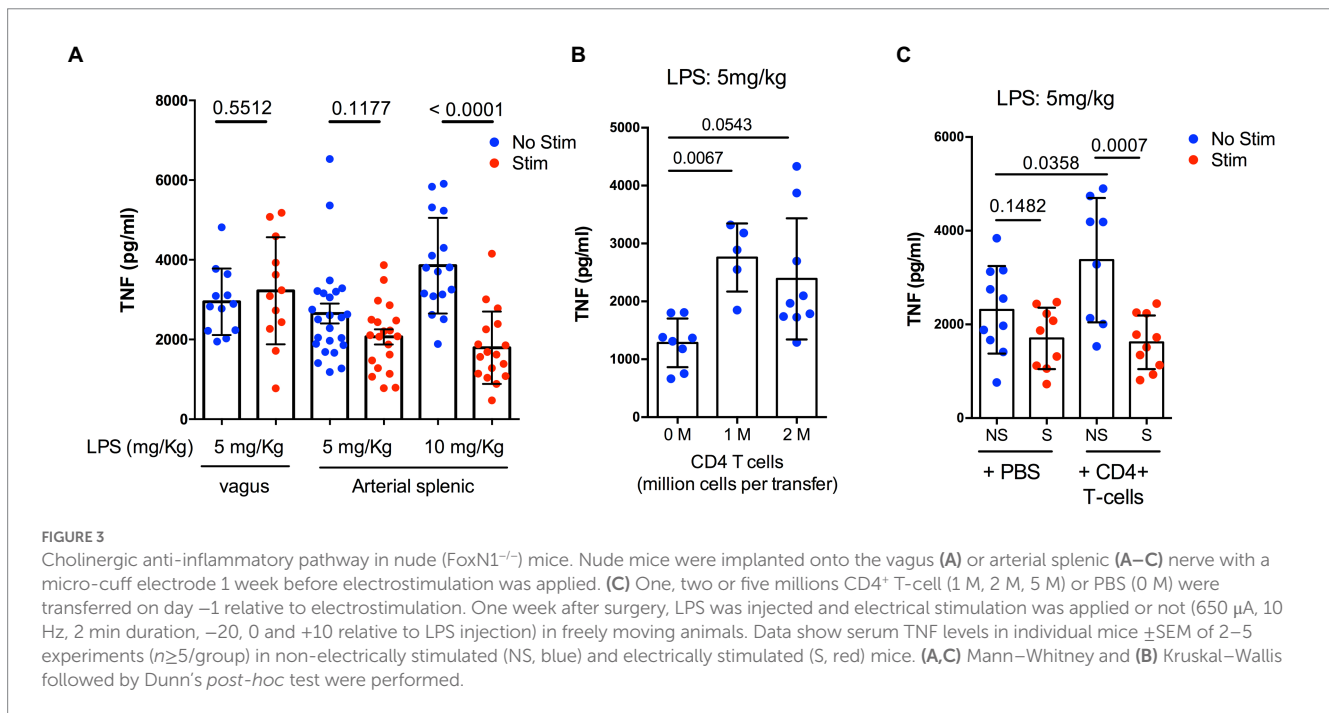 A
0.5512
0.1177
< 0.0001
No Stim
Stim
8000
6000
4000
2000
0
TNF (pg/ml)
LPS (mg/Kg)
5 mg/Kg
5 mg/Kg
10 mg/Kg
vagus
Arterial splenic
B
LPS: 5mg/kg
0.0543
0.0067
5000
4000
3000
2000
1000
0
TNF (pg/ml)
0 M
1 M
2 M
CD4 T cells
(million cells per transfer)
C
LPS: 5mg/kg
No Stim
Stim
0.0007
0.0358
0.1482
6000
4000
2000
0
TNF (pg/ml)
NS
S
NS
S
+ PBS
+ CD4+
T-cells
FIGURE 3
Cholinergic anti-inflammatory pathway in nude (FoxN1−/−) mice. Nude mice were implanted onto the vagus (A) or arterial splenic (A–C) nerve with a
micro-cuff electrode 1 week before electrostimulation was applied. (C) One, two or five millions CD4+ T-cell (1 M, 2 M, 5 M) or PBS (0 M) were
transferred on day −1 relative to electrostimulation. One week after surgery, LPS was injected and electrical stimulation was applied or not (650 μA, 10
Hz, 2 min duration, −20, 0 and +10 relative to LPS injection) in freely moving animals. Data show serum TNF levels in individual mice ±SEM of 2–5
experiments (n≥5/group) in non-electrically stimulated (NS, blue) and electrically stimulated (S, red) mice. (A,C) Mann–Whitney and (B) Kruskal–Wallis
followed by Dunn's post-hoc test were performed.